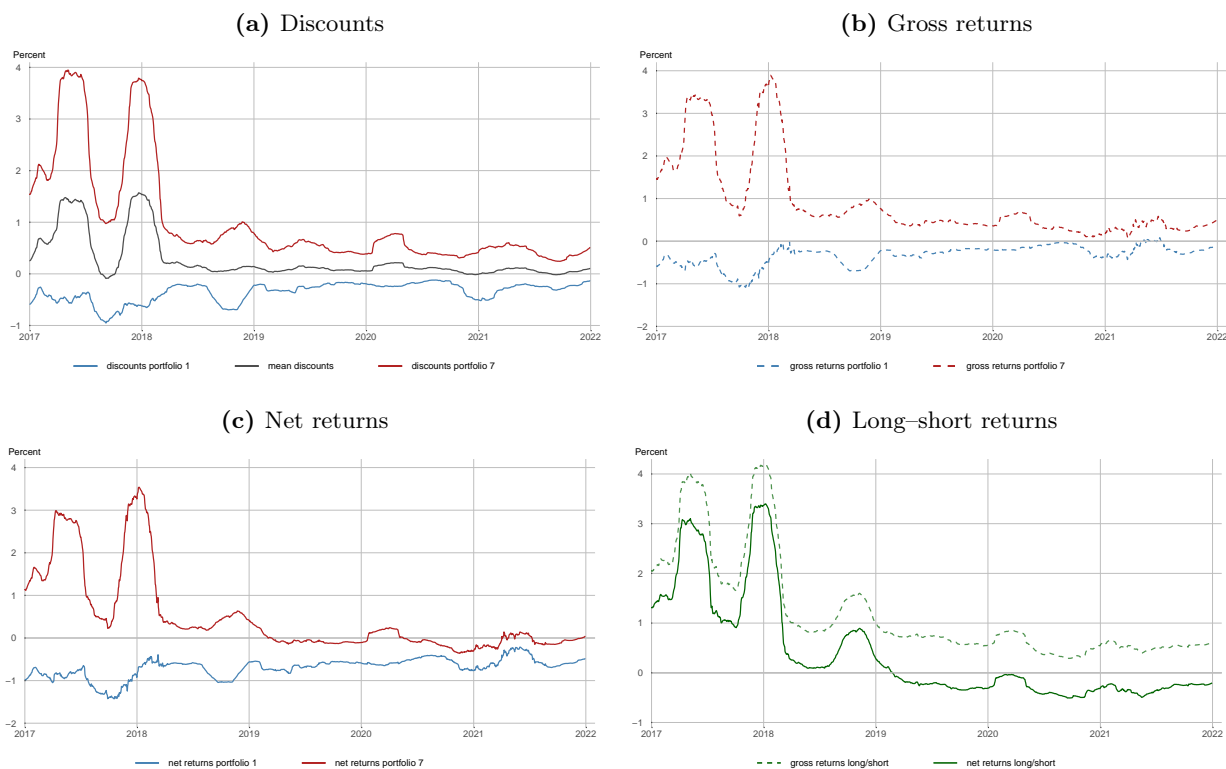 (a) Discounts
Percent
4
3
2
1
0
−1
2017 2018 2019 2020 2021 2022
discounts portfolio 1 mean discounts discounts portfolio 7
(b) Gross returns
Percent
4
3
2
1
0
−1
−2
2017 2018 2019 2020 2021 2022
gross returns portfolio 1 gross returns portfolio 7
(c) Net returns
Percent
4
3
2
1
0
−1
−2
2017 2018 2019 2020 2021 2022
net returns portfolio 1 net returns portfolio 7
(d) Long–short returns
Percent
4
3
2
1
0
−1
2017 2018 2019 2020 2021 2022
gross returns long/short net returns long/short